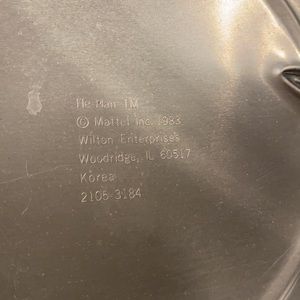 He-Man TM
© Mattel Inc. 1983
Wilton Enterprises
Woodridge, IL 60517
Korea
2105-3184